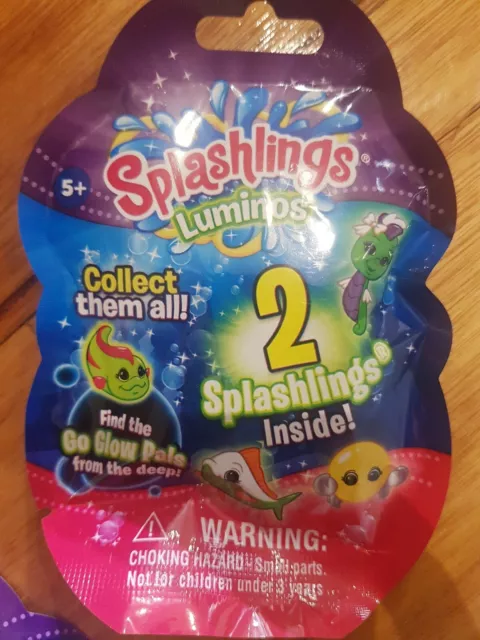 Splashlings®
Luminos
5+
Collect
them all!
2
Splashlings®
Inside!
Find the
Go Glow Pals
from the deep!
WARNING:
CHOKING HAZARD-Small parts.
Not for children under 3 years